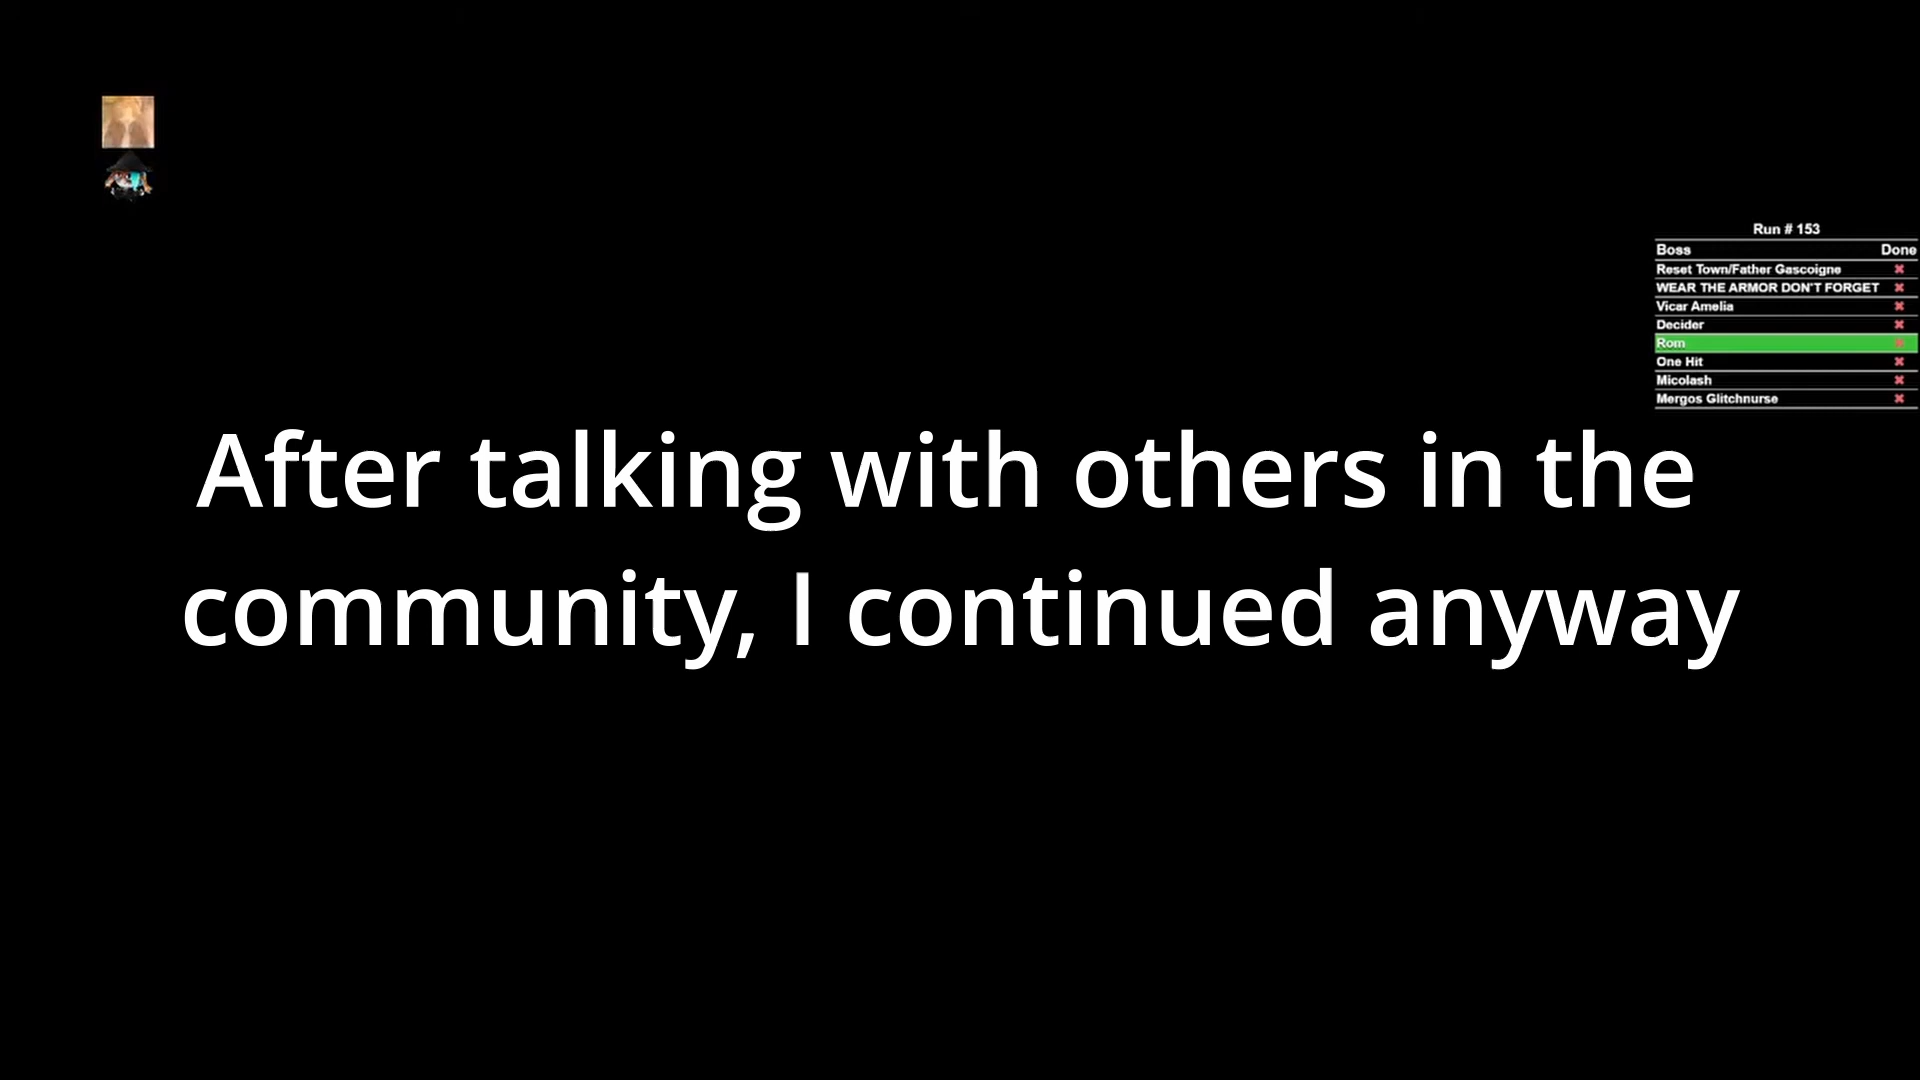 Run # 153
Boss Done
Reset Town/Father Gascoigne
WEAR THE ARMOR DON'T FORGET
Vicar Amelia
Decider
Rom
One Hit
Micolash
Mergos Glitchnurse
After talking with others in the
community, I continued anyway